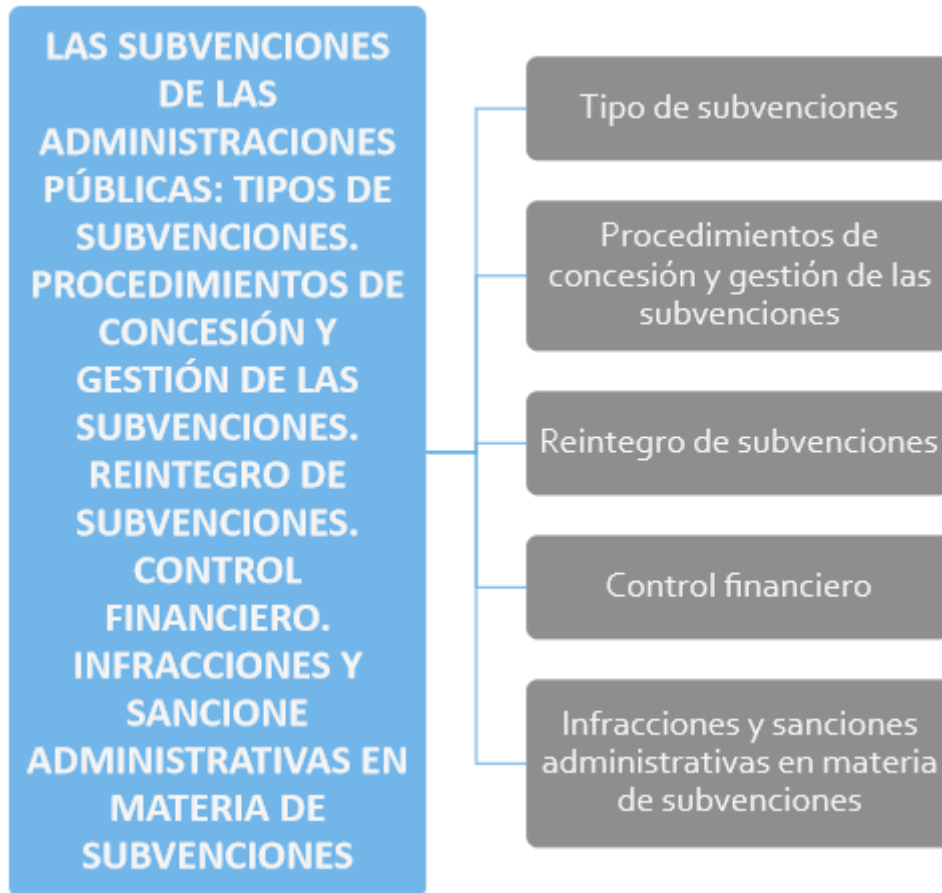 LAS SUBVENCIONES
DE LAS
ADMINISTRACIONES
PÚBLICAS: TIPOS DE
SUBVENCIONES.
PROCEDIMIENTOS DE
CONCESIÓN Y
GESTIÓN DE LAS
SUBVENCIONES.
REINTEGRO DE
SUBVENCIONES.
CONTROL
FINANCIERO.
INFRACCIONES Y
SANCIONE
ADMINISTRATIVAS EN
MATERIA DE
SUBVENCIONES
Tipo de subvenciones
Procedimientos de
concesión y gestión de las
subvenciones
Reintegro de subvenciones
Control financiero
Infracciones y sanciones
administrativas en materia
de subvenciones